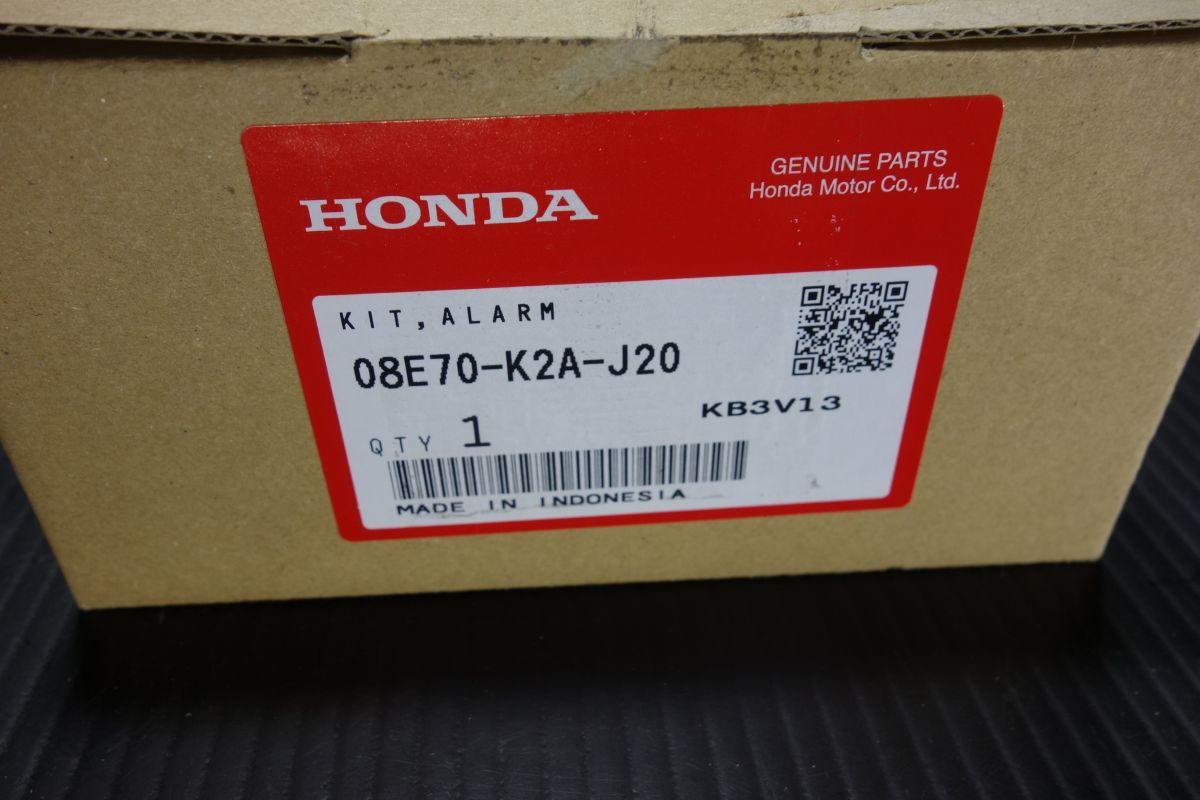 HONDA
GENUINE PARTS
Honda Motor Co., Ltd.
KIT, ALARM
08E70-K2A-J20
KB3V13
QTY 1
MADE IN INDONESIA